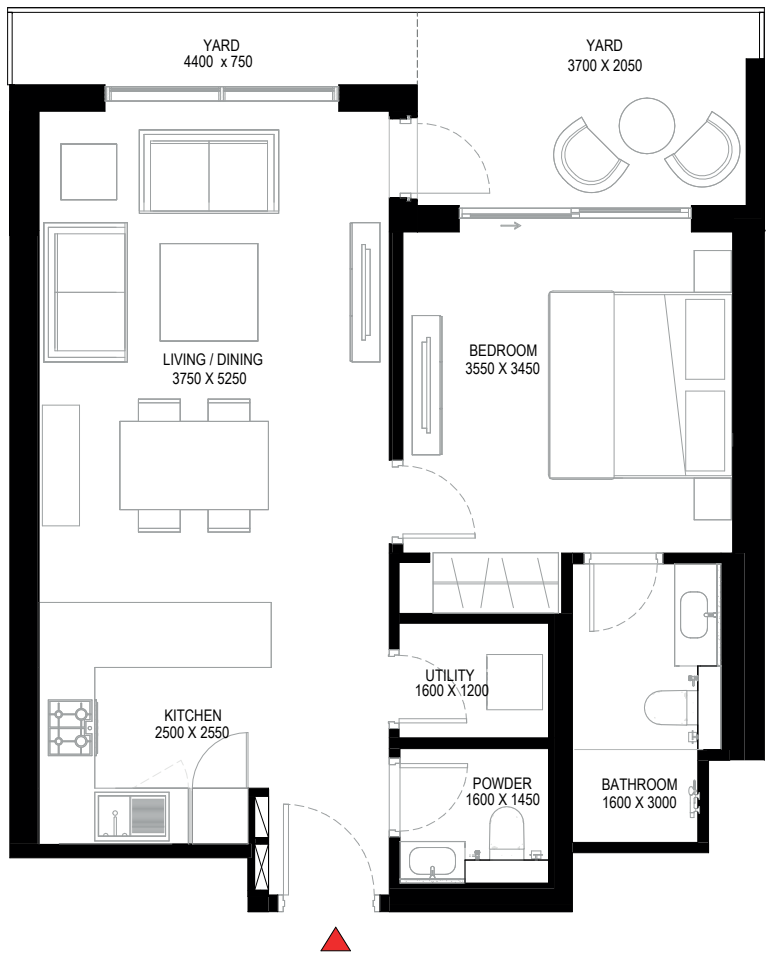 YARD
4400 x 750
YARD
3700 X 2050
LIVING / DINING
3750 X 5250
BEDROOM
3550 X 3450
UTILITY
1600 X 1200
KITCHEN
2500 X 2550
POWDER
1600 X 1450
BATHROOM
1600 X 3000